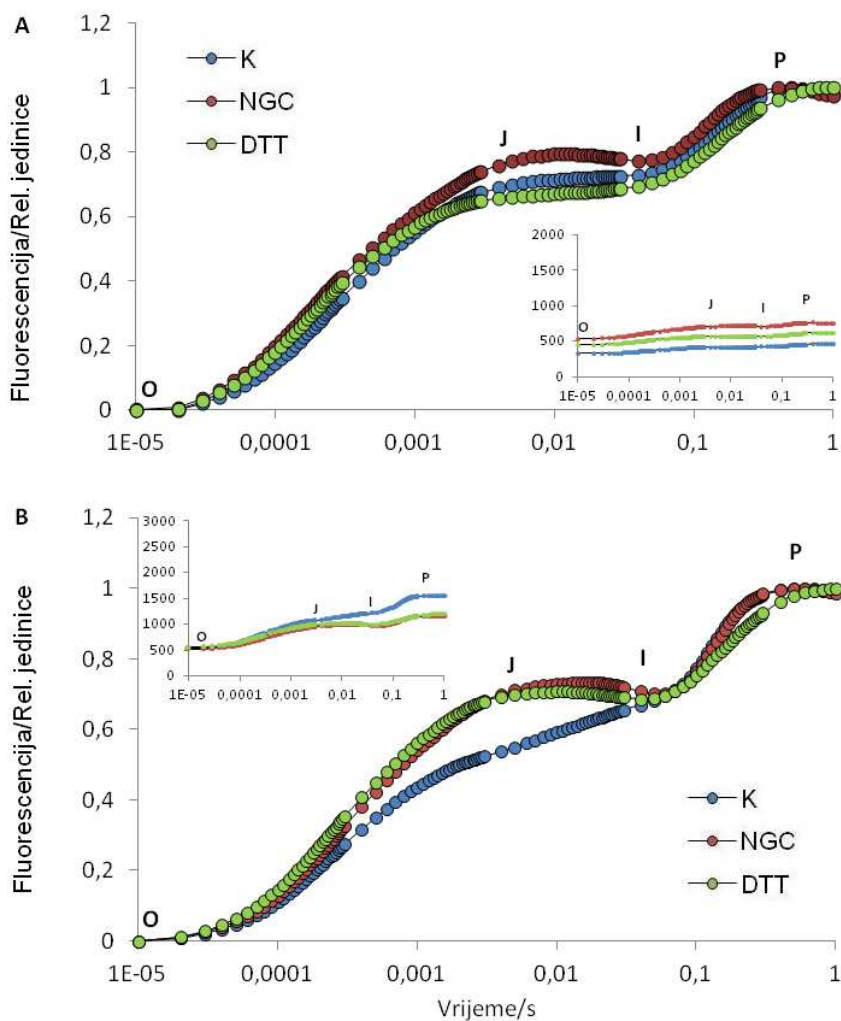 A
1,2
1
0,8
0,6
0,4
0,2
0
Fluorescencija/Rel. jedinice
K
NGC
DTT
O
J
I
P
1E-05
0,0001
0,001
0,01
0,1
1
2000
1500
1000
500
0
O
J
I
P
1E-05
0,0001
0,001
0,01
0,1
1
B
1,2
1
0,8
0,6
0,4
0,2
0
Fluorescencija/Rel. jedinice
3000
2500
2000
1500
1000
500
0
O
J
I
P
1E-05
0,0001
0,001
0,01
0,1
1
O
J
I
P
K
NGC
DTT
1E-05
0,0001
0,001
0,01
0,1
1
Vrijeme/s